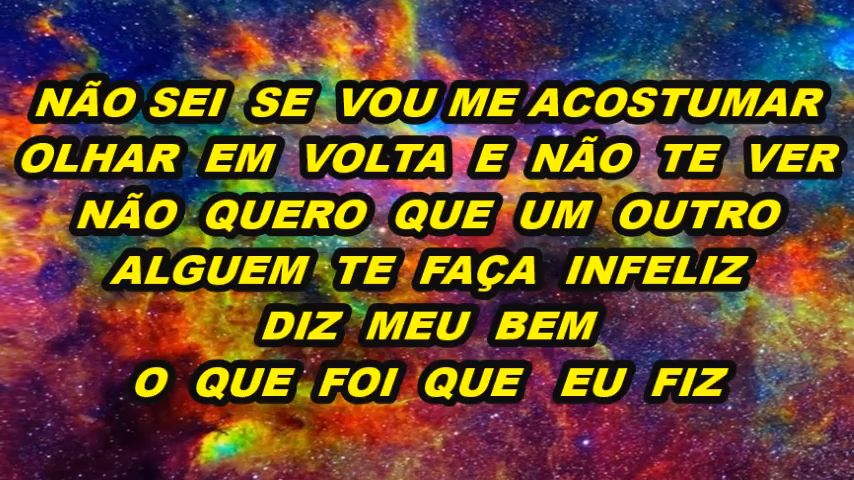 NÃO SEI SE VOU ME ACOSTUMAR
OLHAR EM VOLTA E NÃO TE VER
NÃO QUERO QUE UM OUTRO
ALGUEM TE FAÇA INFELIZ
DIZ MEU BEM
O QUE FOI QUE EU FIZ